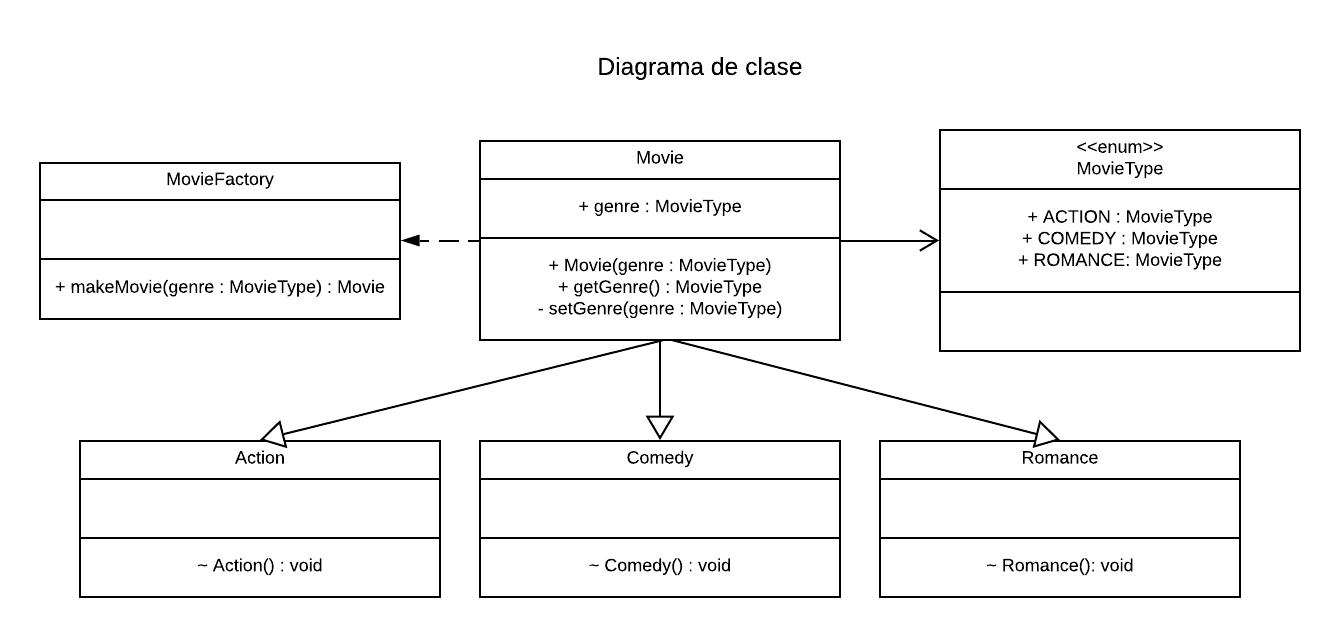 Diagrama de clase
MovieFactory
+ makeMovie(genre : MovieType) : Movie
Movie
+ genre : MovieType
+ Movie(genre : MovieType)
+ getGenre() : MovieType
- setGenre(genre : MovieType)
<<enum>>
MovieType
+ ACTION : MovieType
+ COMEDY : MovieType
+ ROMANCE: MovieType
Action
~ Action() : void
Comedy
~ Comedy() : void
Romance
~ Romance(): void